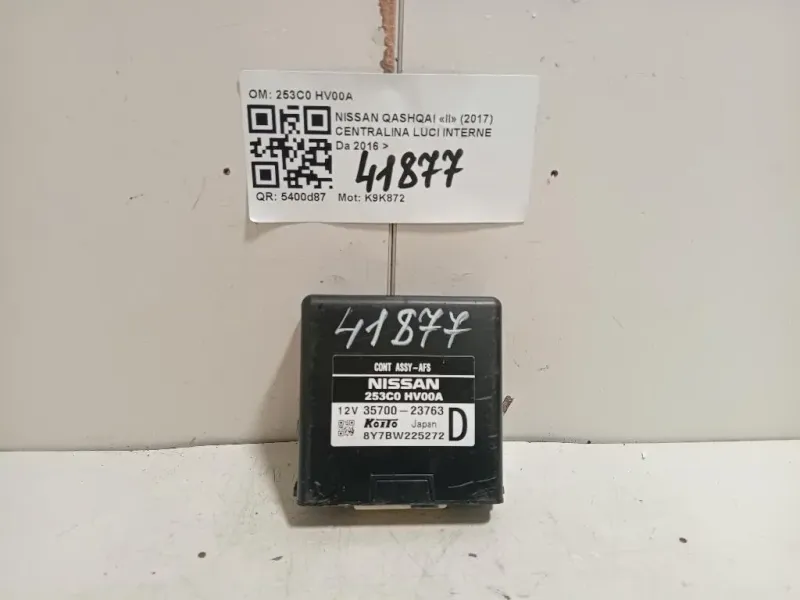 OM: 253C0 HV00A
NISSAN QASHQAI «II» (2017)
CENTRALINA LUCI INTERNE
Da 2016 >
41877
QR: 5400d87 Mot: K9K872
41877
CONT ASSY-AFS
NISSAN
253C0 HV00A
12V 35700-23763
KOITO Japan D
8Y7BW225272